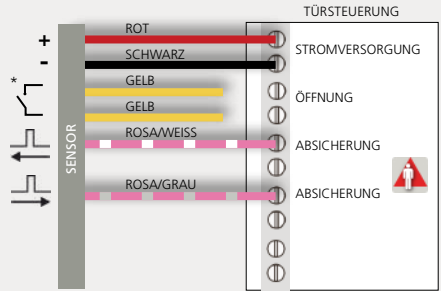 TÜRSTEUERUNG
ROT
+
STROMVERSORGUNG
SCHWARZ
-
GELB
*
ÖFFNUNG
GELB
SENSOR
ROSA/WEISS
ABSICHERUNG
ROSA/GRAU
ABSICHERUNG